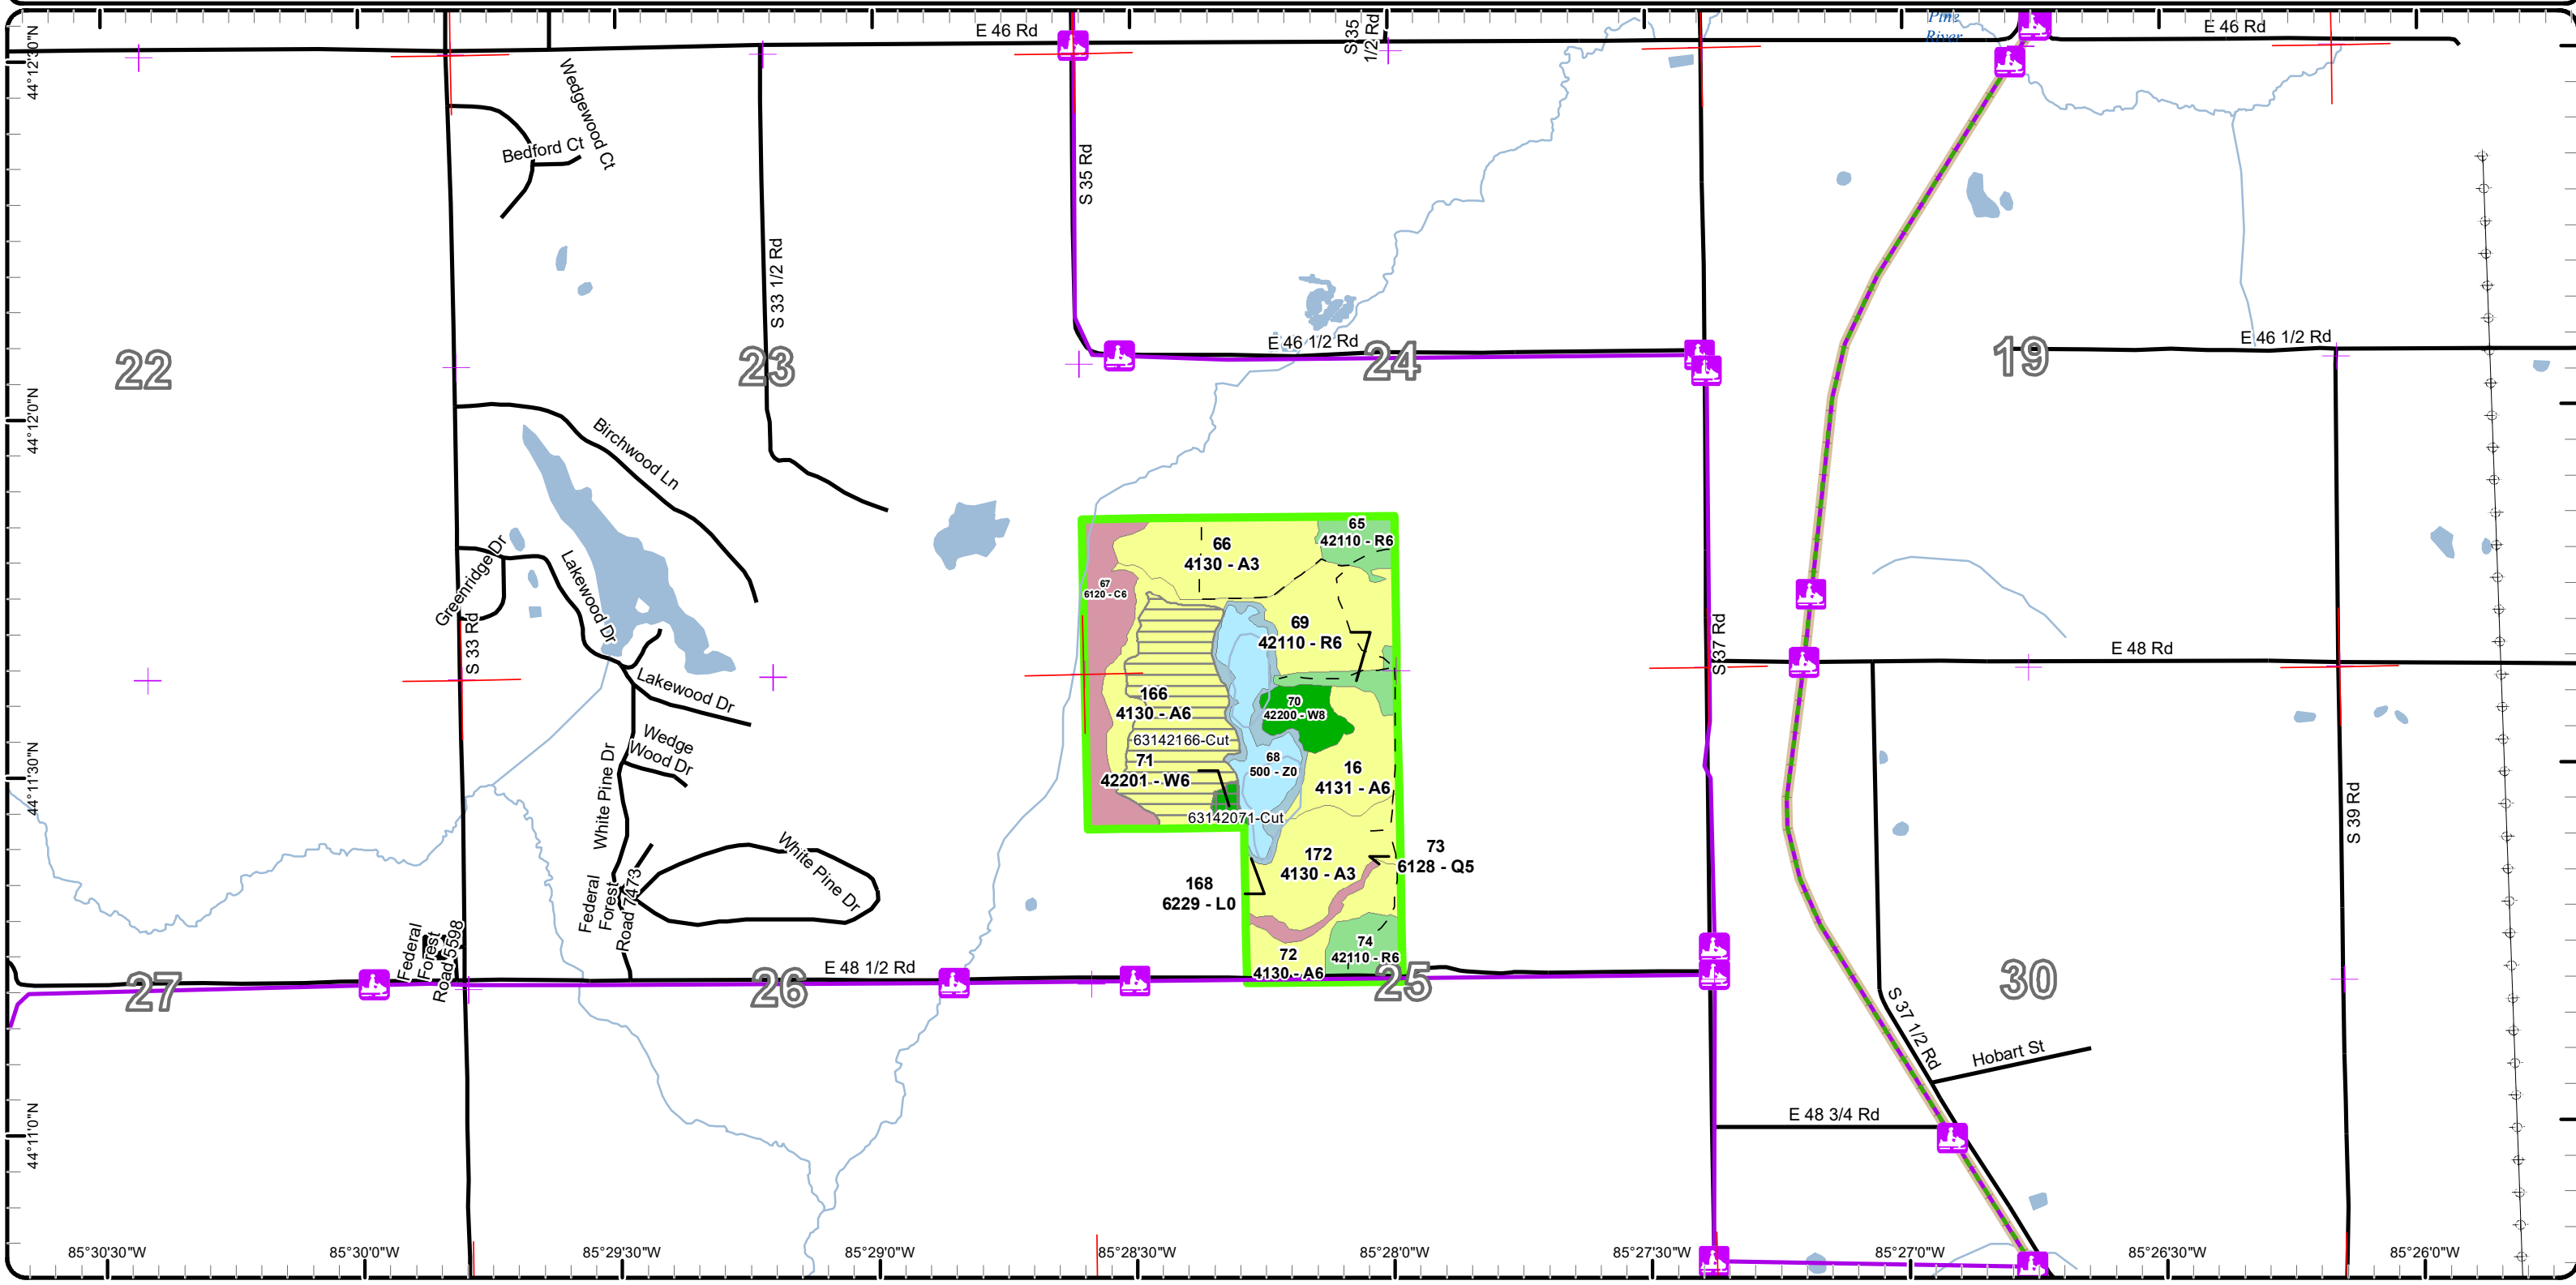 E 46 Rd
S 35
1/2 Rd
Pine
River
E 46 Rd
44°12'30"N
Wedgewood Ct
Bedford Ct
S 35 Rd
S 33 1/2 Rd
E 46 1/2 Rd
E 46 1/2 Rd
22
23
24
19
44°12'0"N
Birchwood Ln
Greenridge Dr
Lakewood Dr
S 33 Rd
65
42110 - R6
66
4130 - A3
67
6120 - C6
69
42110 - R6
S 37 Rd
E 48 Rd
Lakewood Dr
166
4130 - A6
70
42200 - W8
63142166-Cut
Wedge
Wood Dr
71
42201 - W6
68
500 - Z0
16
4131 - A6
44°11'30"N
White Pine Dr
63142071-Cut
S 39 Rd
White Pine Dr
172
4130 - A3
73
6128 - Q5
168
6229 - L0
Federal
Forest
Road 7473
Federal
Forest
Road 5598
74
42110 - R6
72
4130 - A6
E 48 1/2 Rd
27
26
25
30
S 37 1/2 Rd
Hobart St
E 48 3/4 Rd
44°11'0"N
85°30'30"W
85°30'0"W
85°29'30"W
85°29'0"W
85°28'30"W
85°28'0"W
85°27'30"W
85°27'0"W
85°26'30"W
85°26'0"W